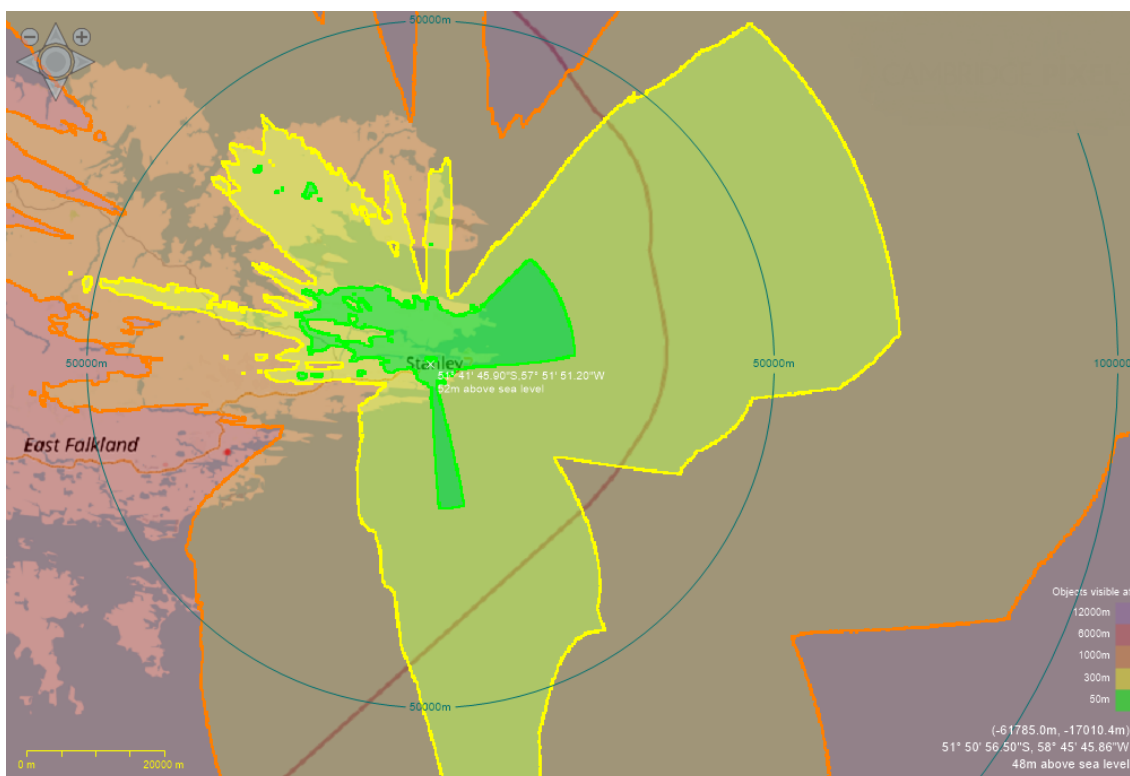 50000m
50000m
Stanley
50000m
100000
51° 41' 45.90"S,57° 51' 51.20"W
52m above sea level
East Falkland
50000m
Objects visible at
12000m
6000m
1000m
300m
50m
(-61785.0m, -17010.4m)
51° 50' 56.50"S, 58° 45' 45.86"W
48m above sea level
0 m
20000 m